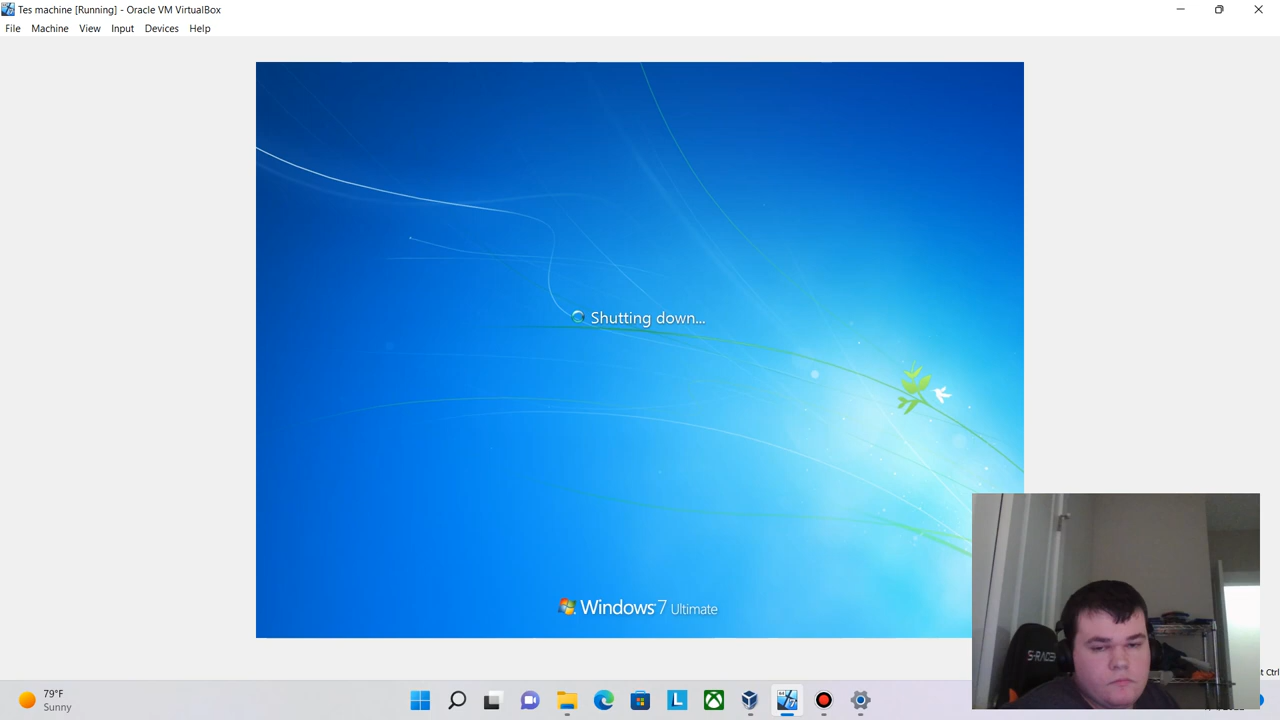 Tes machine [Running] - Oracle VM VirtualBox
File Machine View Input Devices Help
Shutting down...
Windows 7 Ultimate
S-RACER
79°F
Sunny